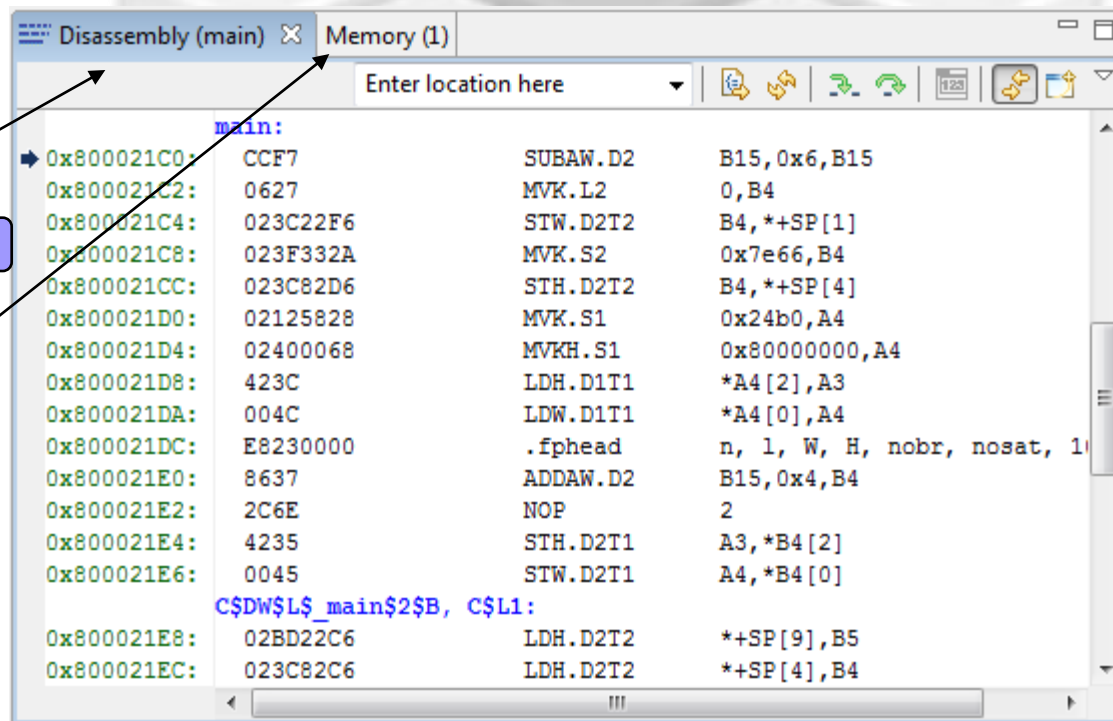 Disassembly (main) Memory (1)
Enter location here
main:
0x800021C0: CCF7 SUBAW.D2 B15,0x6,B15
0x800021C2: 0627 MVK.L2 0,B4
0x800021C4: 023C22F6 STW.D2T2 B4,*+SP[1]
0x800021C8: 023F332A MVK.S2 0x7e66,B4
0x800021CC: 023C82D6 STH.D2T2 B4,*+SP[4]
0x800021D0: 02125828 MVK.S1 0x24b0,A4
0x800021D4: 02400068 MVKH.S1 0x80000000,A4
0x800021D8: 423C LDH.D1T1 *A4[2],A3
0x800021DA: 004C LDW.D1T1 *A4[0],A4
0x800021DC: E8230000 .fphead n, l, W, H, nobr, nosat,
0x800021E0: 8637 ADDAW.D2 B15,0x4,B4
0x800021E2: 2C6E NOP 2
0x800021E4: 4235 STH.D2T1 A3,*B4[2]
0x800021E6: 0045 STW.D2T1 A4,*B4[0]
C$DW$L$_main$2$B, C$L1:
0x800021E8: 02BD22C6 LDH.D2T2 *+SP[9],B5
0x800021EC: 023C82C6 LDH.D2T2 *+SP[4],B4